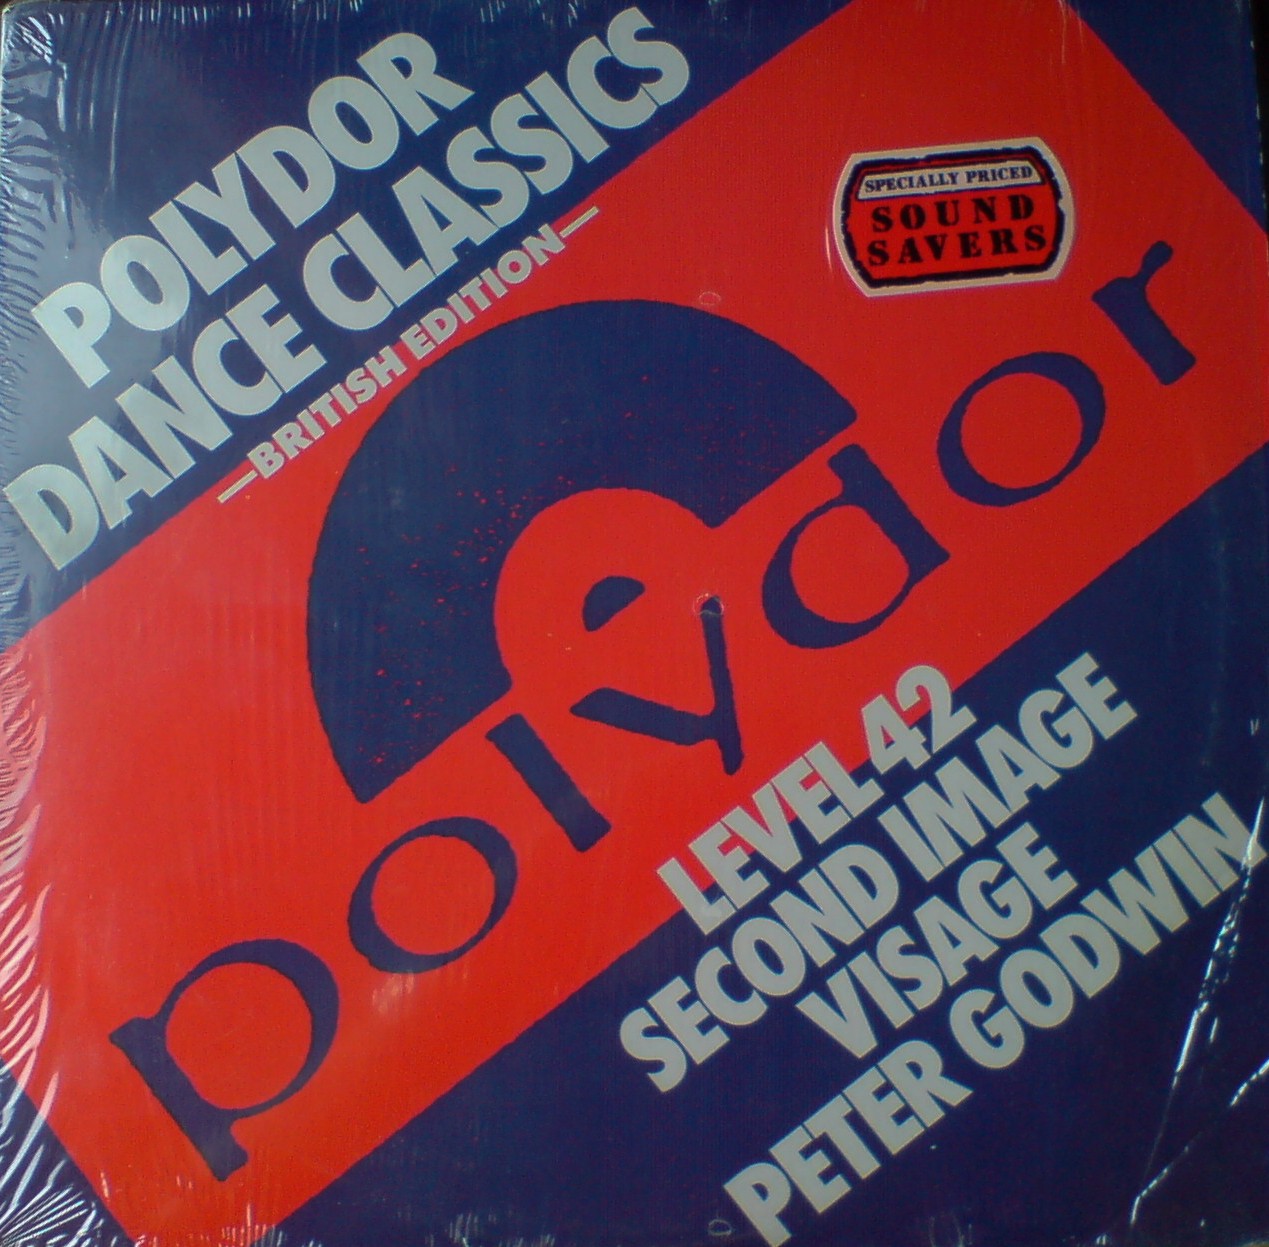 POLYDOR
DANCE CLASSICS
—BRITISH EDITION—
SPECIALLY PRICED
SOUND
SAVERS
polydor
LEVEL 42
SECOND IMAGE
VISAGE
PETER GODWIN